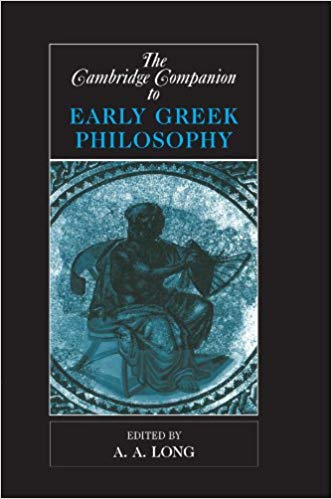 The
Cambridge Companion
to
EARLY GREEK
PHILOSOPHY
EDITED BY
A. A. LONG